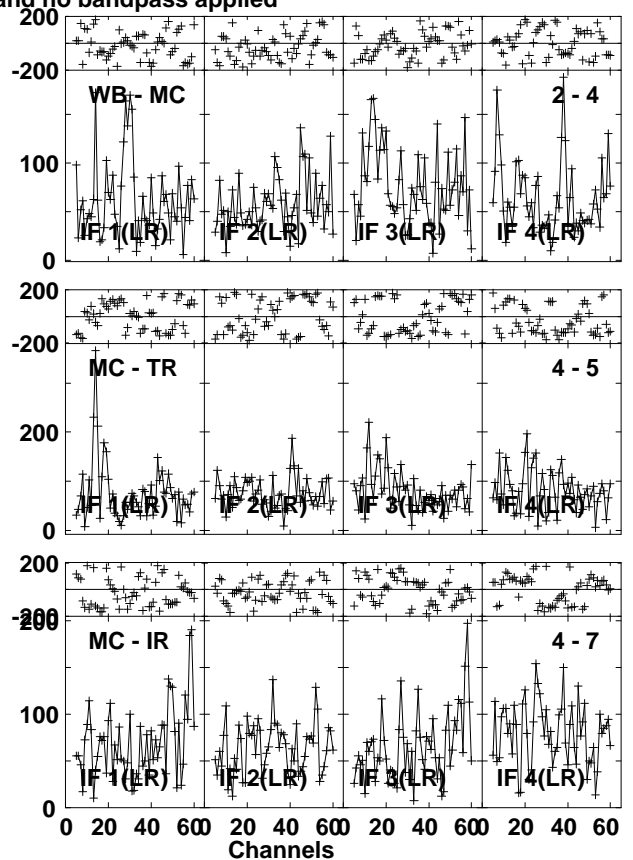 and no bandpass applied
200
-200
WB - MC 2 - 4
100
0
IF 1(LR) IF 2(LR) IF 3(LR) IF 4(LR)
200
-200
MC - TR 4 - 5
200
100
0
IF 1(LR) IF 2(LR) IF 3(LR) IF 4(LR)
200
-200
200
MC - IR 4 - 7
100
0
IF 1(LR) IF 2(LR) IF 3(LR) IF 4(LR)
0 20 40 60 0 20 40 60 0 20 40 60 0 20 40 60
Channels